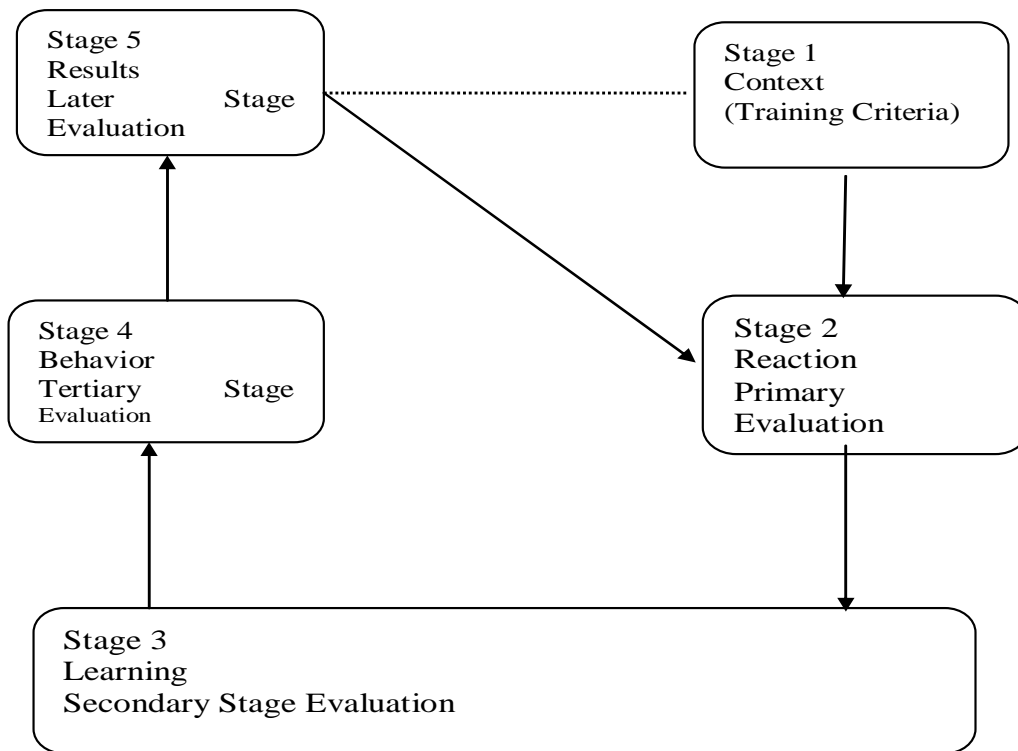 Stage 5
Results
Later Stage
Evaluation
Stage 1
Context
(Training Criteria)
Stage 4
Behavior
Tertiary Stage
Evaluation
Stage 2
Reaction
Primary
Evaluation
Stage 3
Learning
Secondary Stage Evaluation